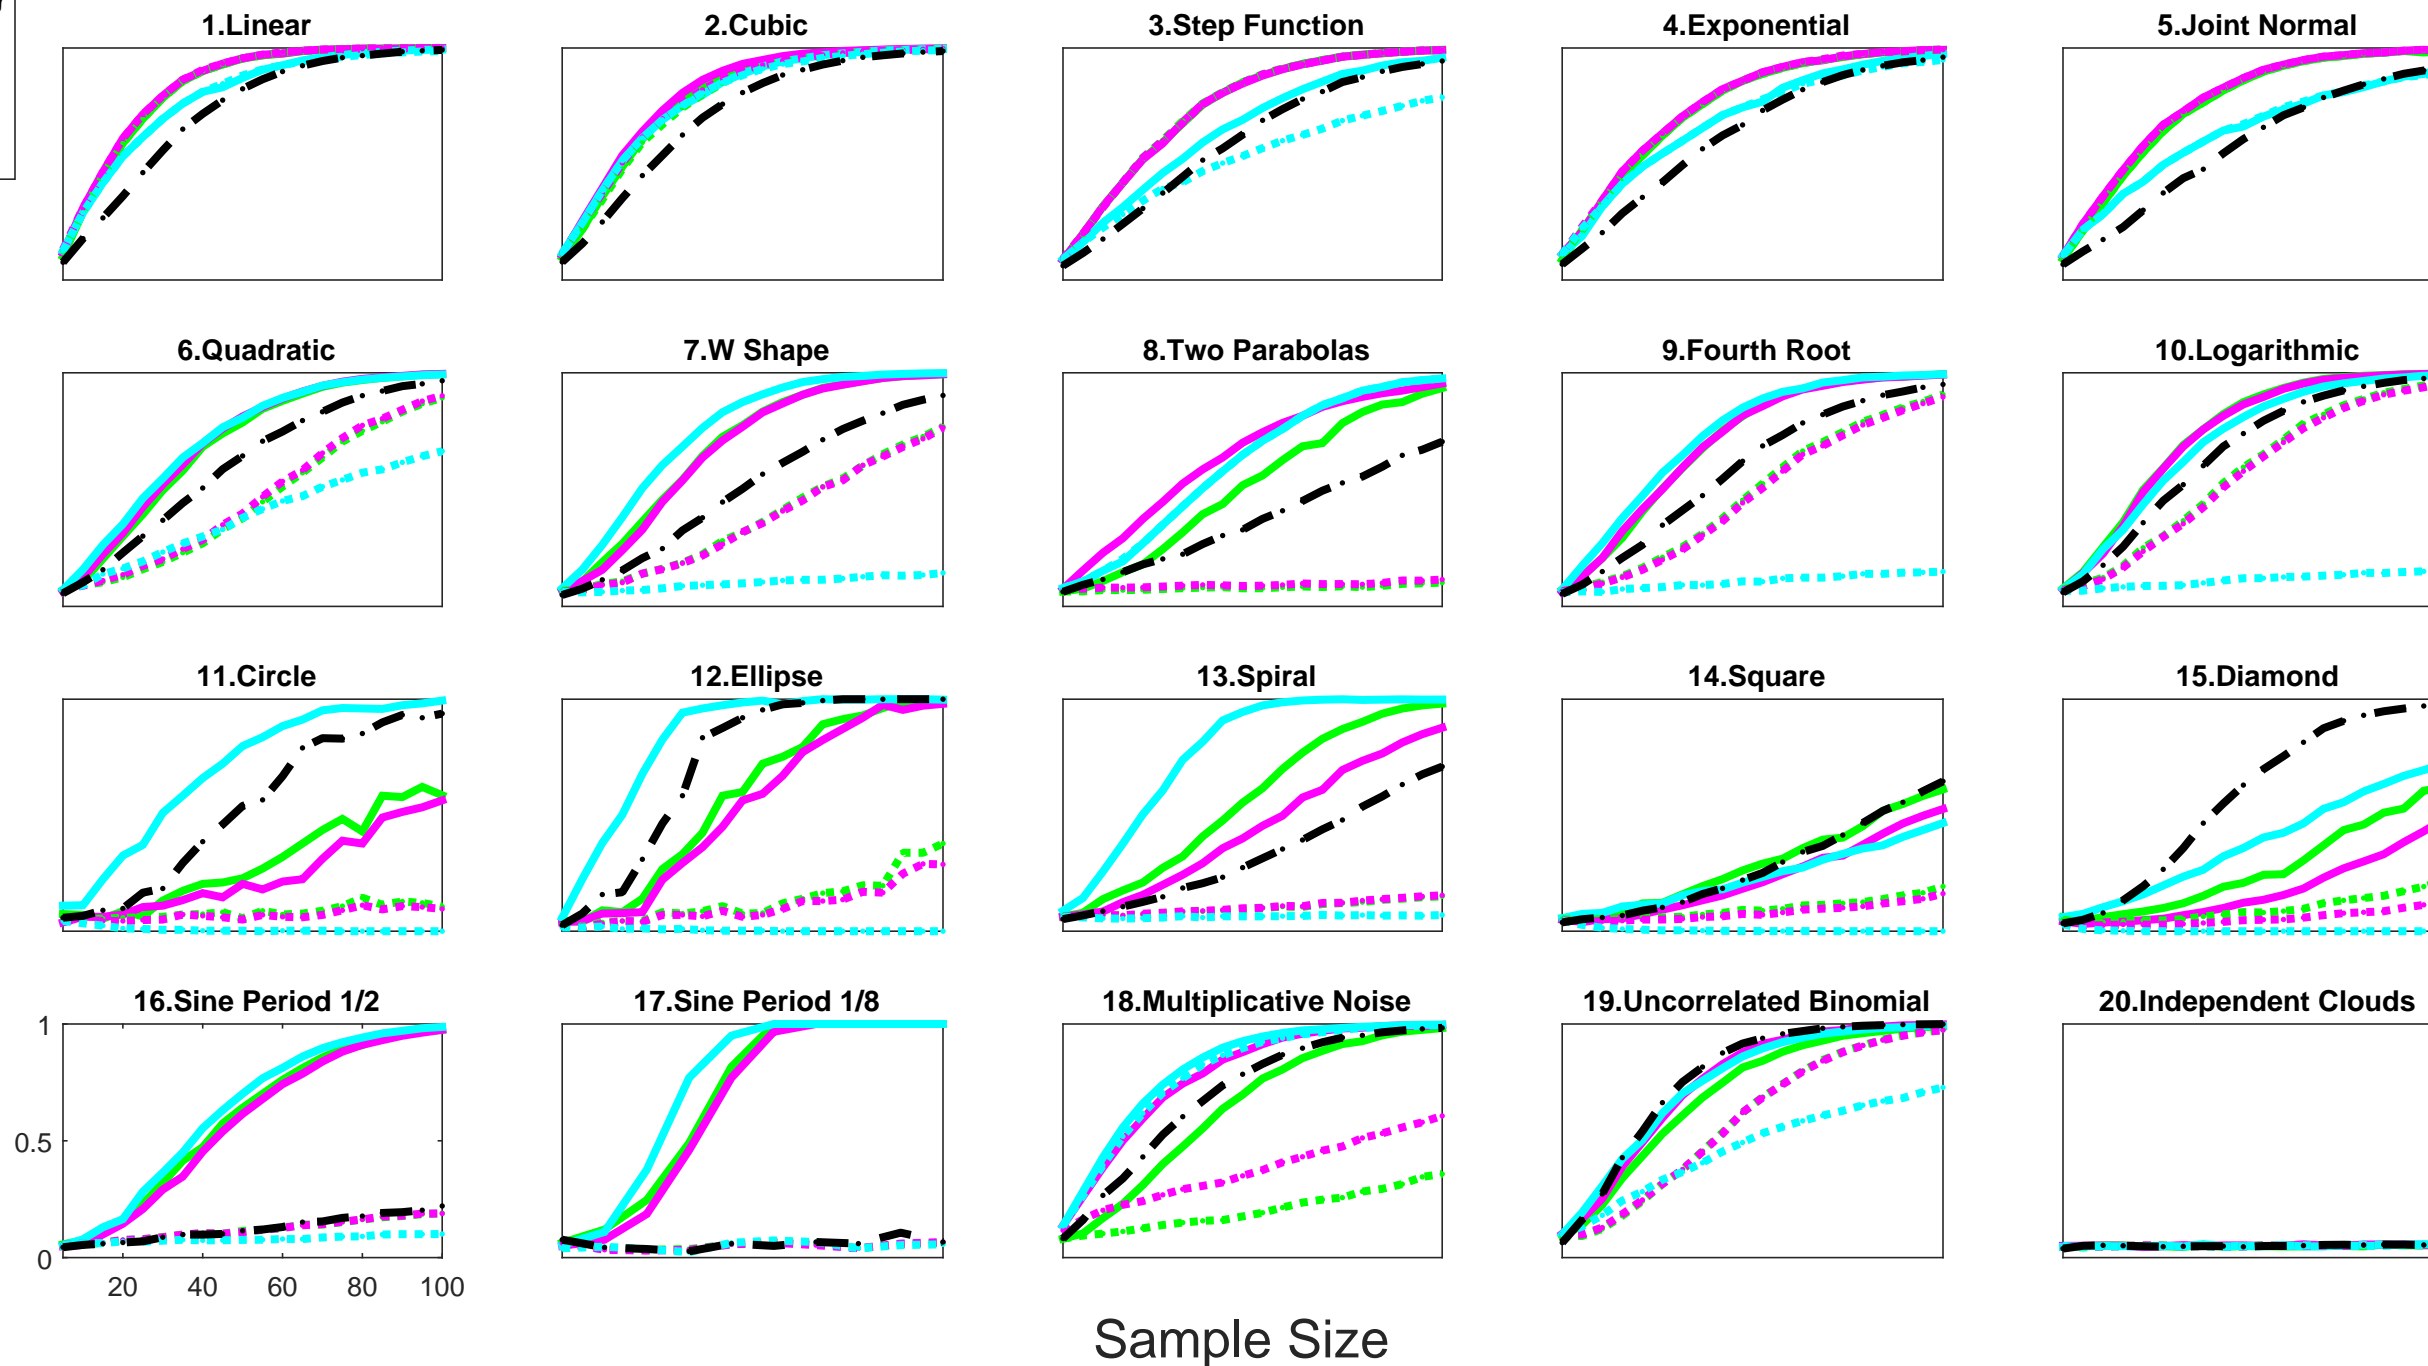 1.Linear
2.Cubic
3.Step Function
4.Exponential
5.Joint Normal
6.Quadratic
7.W Shape
8.Two Parabolas
9.Fourth Root
10.Logarithmic
11.Circle
12.Ellipse
13.Spiral
14.Square
15.Diamond
16.Sine Period 1/2
17.Sine Period 1/8
18.Multiplicative Noise
19.Uncorrelated Binomial
20.Independent Clouds
1
0.5
0
20 40 60 80 100
Sample Size